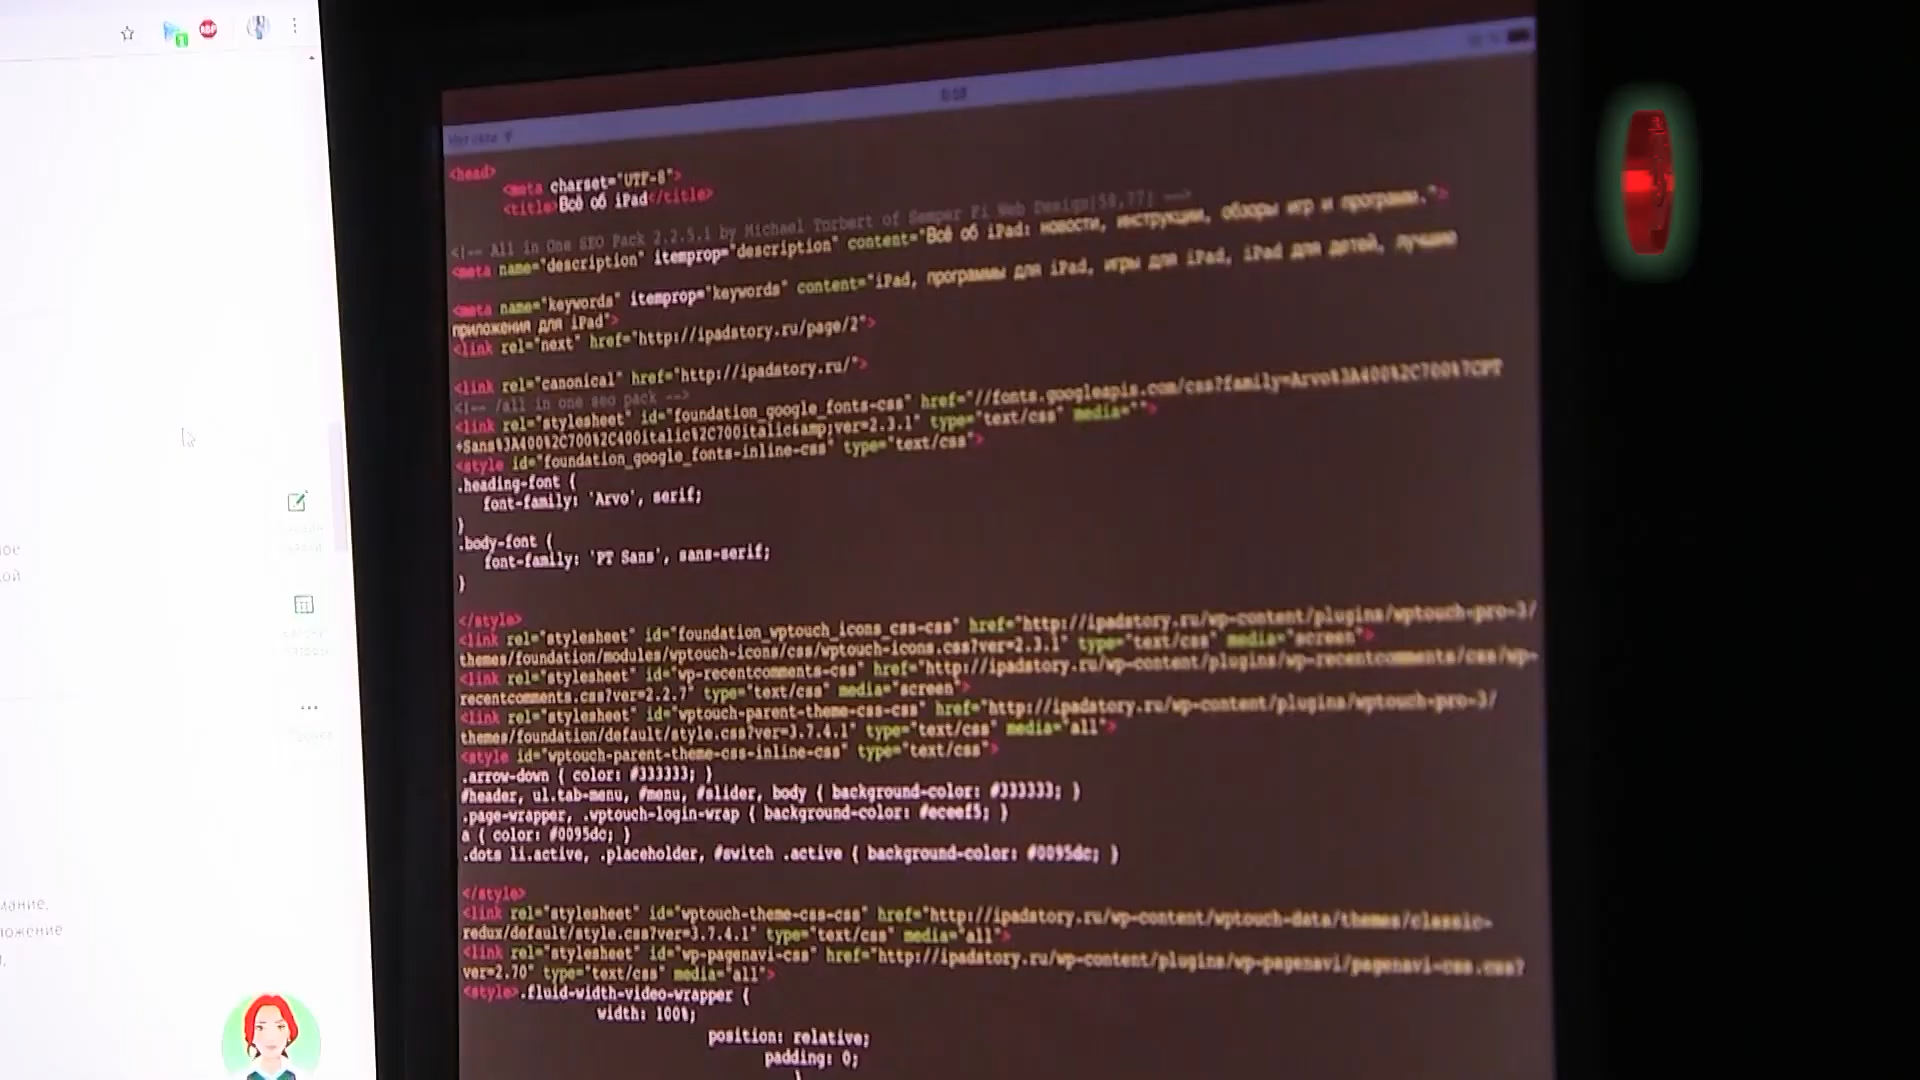 ABP
<head>
<meta charset="UTF-8">
<title>Всё об iPad</title>
<!-- All in One SEO Pack 2.2.5.1 by Michael Torbert of Semper Fi Web Design[58,77] -->
<meta name="description" itemprop="description" content="Всё об iPad: новости, инструкции, обзоры игр и программ.">
<meta name="keywords" itemprop="keywords" content="iPad, программы для iPad, игры для iPad, iPad для детей, лучшие
приложения для iPad">
<link rel="next" href="http://ipadstory.ru/page/2">
<link rel="canonical" href="http://ipadstory.ru/">
<!-- /all in one seo pack -->
<link rel="stylesheet" id="foundation_google_fonts-css" href="//fonts.googleapis.com/css?family=Arvo%3A400%2C700%7CPT
+Sans%3A400%2C700%2C400italic%2C700italic&amp;ver=2.3.1" type="text/css" media="">
<style id="foundation_google_fonts-inline-css" type="text/css">
.heading-font {
font-family: 'Arvo', serif;
}
.body-font {
font-family: 'PT Sans', sans-serif;
}
</style>
<link rel="stylesheet" id="foundation_wptouch_icons_css-css" href="http://ipadstory.ru/wp-content/plugins/wptouch-pro-3/
themes/foundation/modules/wptouch-icons/css/wptouch-icons.css?ver=2.3.1" type="text/css" media="screen">
<link rel="stylesheet" id="wp-recentcomments-css" href="http://ipadstory.ru/wp-content/plugins/wp-recentcomments/css/wp-
recentcomments.css?ver=2.2.7" type="text/css" media="screen">
<link rel="stylesheet" id="wptouch-parent-theme-css-css" href="http://ipadstory.ru/wp-content/plugins/wptouch-pro-3/
themes/foundation/default/style.css?ver=3.7.4.1" type="text/css" media="all">
<style id="wptouch-parent-theme-css-inline-css" type="text/css">
.arrow-down { color: #333333; }
#header, ul.tab-menu, #menu, #slider, body { background-color: #333333; }
.page-wrapper, .wptouch-login-wrap { background-color: #eceef5; }
a { color: #0095dc; }
.dots li.active, .placeholder, #switch .active { background-color: #0095dc; }
</style>
<link rel="stylesheet" id="wptouch-theme-css-css" href="http://ipadstory.ru/wp-content/wptouch-data/themes/classic-
redux/default/style.css?ver=3.7.4.1" type="text/css" media="all">
<link rel="stylesheet" id="wp-pagenavi-css" href="http://ipadstory.ru/wp-content/plugins/wp-pagenavi/pagenavi-css.css?
ver=2.70" type="text/css" media="all">
<style>.fluid-width-video-wrapper {
width: 100%;
position: relative;
padding: 0;
}